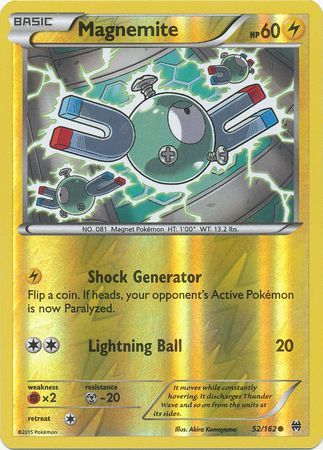 BASIC
Magnemite
HP60
NO. 081 Magnet Pokémon HT: 1'00" WT: 13.2 lbs.
Shock Generator
Flip a coin. If heads, your opponent's Active Pokémon
is now Paralyzed.
Lightning Ball 20
weakness
×2
resistance
-20
retreat
It moves while constantly
hovering. It discharges Thunder
Wave and so on from the units at
its sides.
©2015 Pokémon
Illus. Akira Komayama
52/162